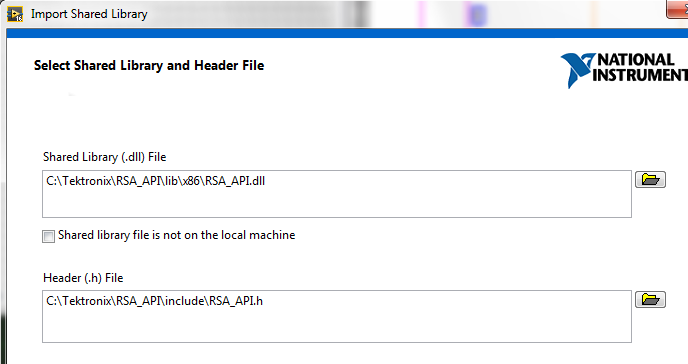 Import Shared Library
Select Shared Library and Header File
NATIONAL
INSTRUMENT
Shared Library (.dll) File
C:\Tektronix\RSA_API\lib\x86\RSA_API.dll
Shared library file is not on the local machine
Header (.h) File
C:\Tektronix\RSA_API\include\RSA_API.h